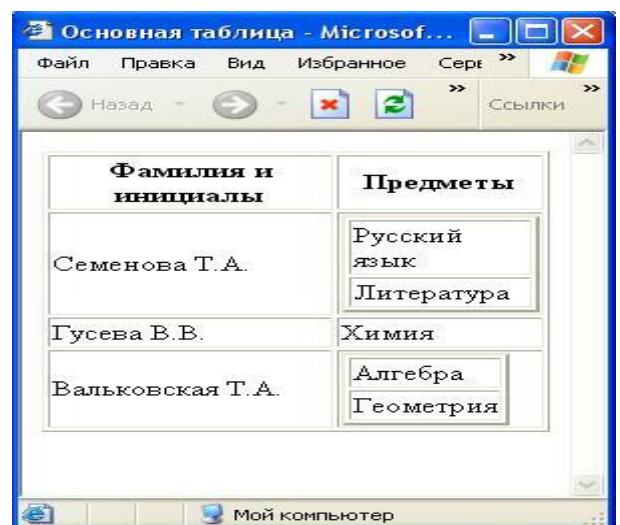 Основная таблица - Microsof...
Файл Правка Вид Избранное Серв »
Назад » Ссылки »
Фамилия и
инициалы
Предметы
Семенова Т.А.
Русский
язык
Литература
Гусева В.В.
Химия
Вальковская Т.А.
Алгебра
Геометрия
Мой компьютер